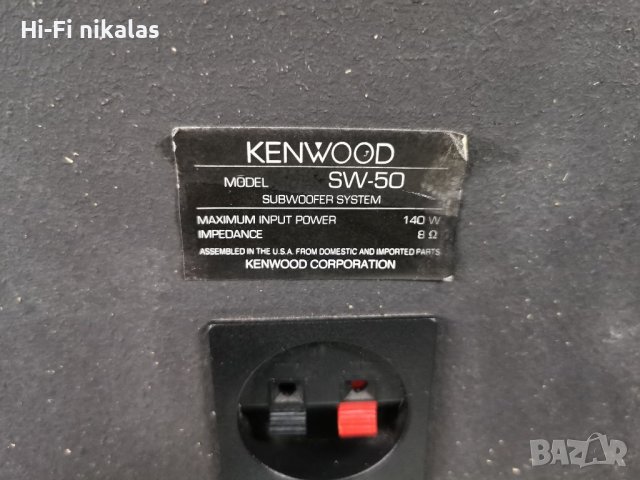 Hi-Fi nikalas
KENWOOD
MODEL SW-50
SUBWOOFER SYSTEM
MAXIMUM INPUT POWER 140 W
IMPEDANCE 8 Ω
ASSEMBLED IN THE U.S.A. FROM DOMESTIC AND IMPORTED PARTS
KENWOOD CORPORATION
BAZAR